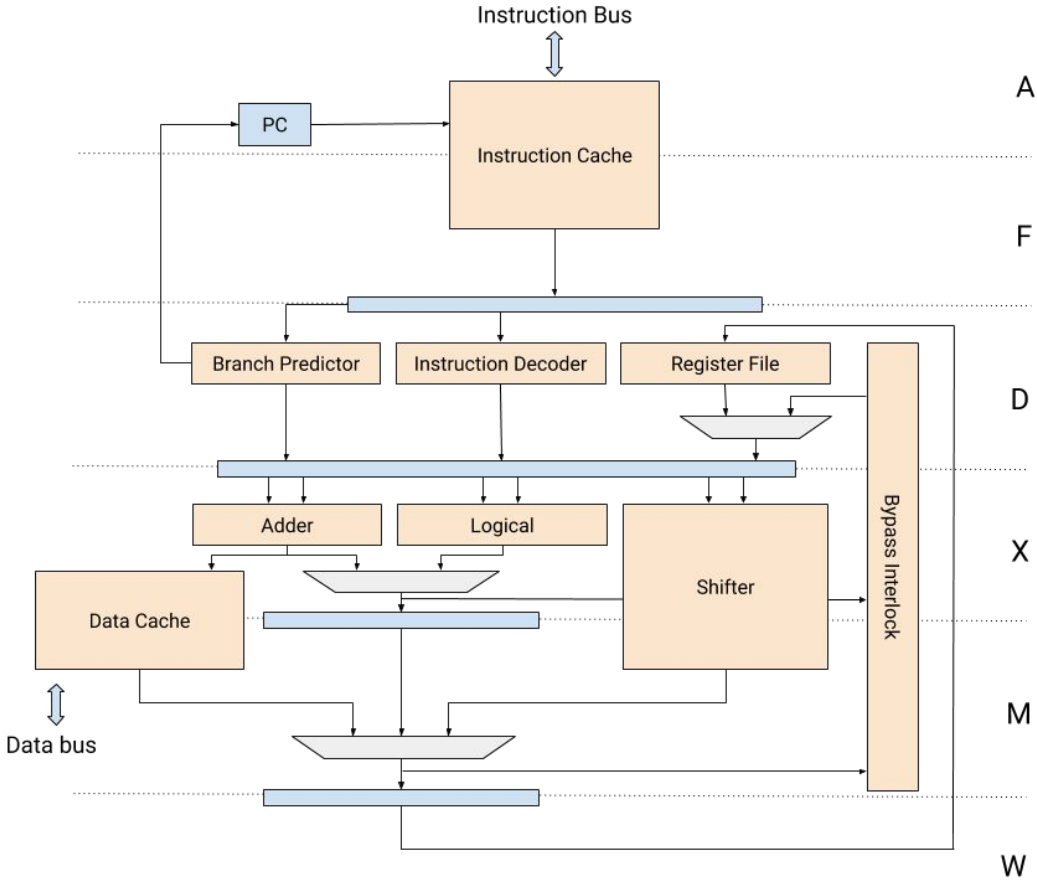 Instruction Bus
A
PC
Instruction Cache
F
Branch Predictor
Instruction Decoder
Register File
D
Adder
Logical
Shifter
Bypass Interlock
X
Data Cache
M
Data bus
W